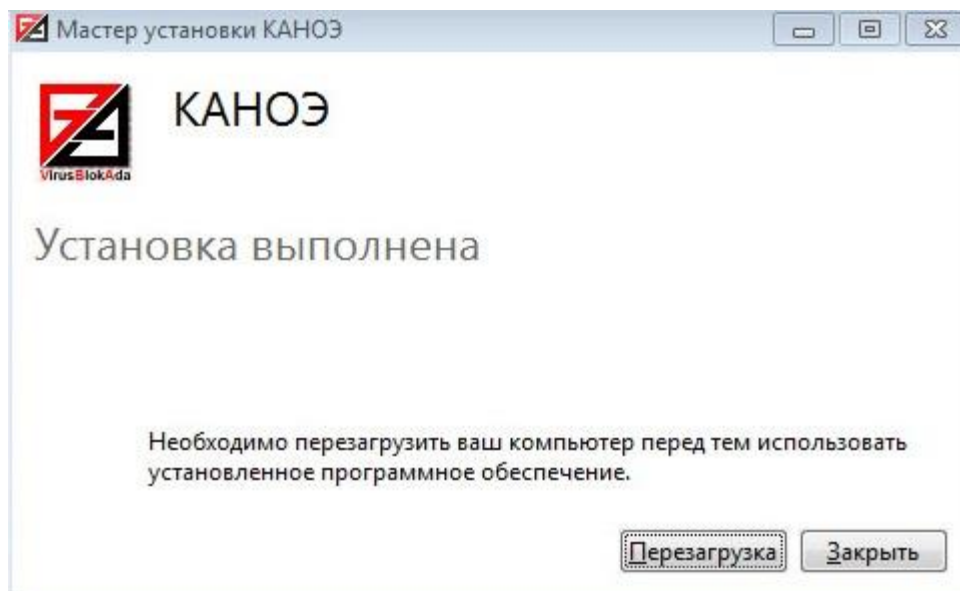 Мастер установки КАНОЭ
КАНОЭ
VirusBlokAda
Установка выполнена
Необходимо перезагрузить ваш компьютер перед тем использовать
установленное программное обеспечение.
Перезагрузка Закрыть